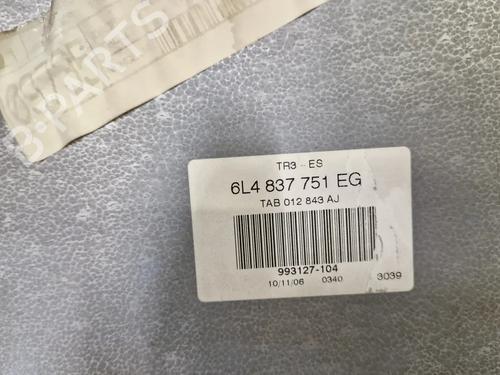 B-PARTS
TR3 - ES
6L4 837 751 EG
TAB 012 843 AJ
993127-104
10/11/06 0340 3039